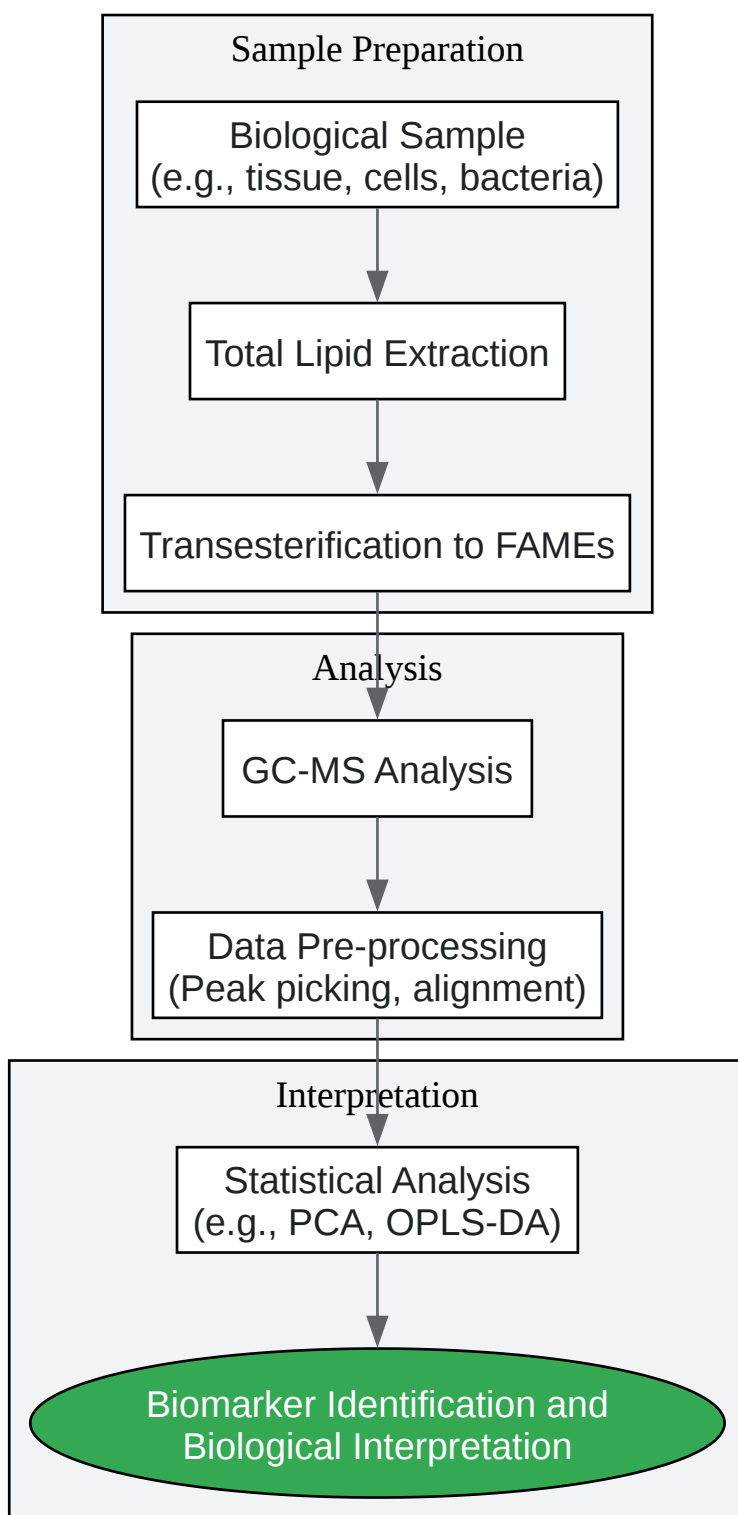 Sample Preparation
Biological Sample
(e.g., tissue, cells, bacteria)
Total Lipid Extraction
Transesterification to FAMEs
Analysis
GC-MS Analysis
Data Pre-processing
(Peak picking, alignment)
Interpretation
Statistical Analysis
(e.g., PCA, OPLS-DA)
Biomarker Identification and
Biological Interpretation